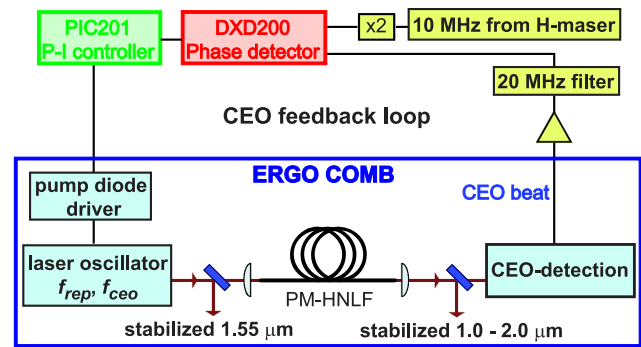 PIC201
P-I controller
DXD200
Phase detector
x2
10 MHz from H-maser
20 MHz filter
CEO feedback loop
ERGO COMB
CEO beat
pump diode
driver
laser oscillator
f_rep, f_ceo
PM-HNLF
CEO-detection
stabilized 1.55 μm
stabilized 1.0 - 2.0 μm